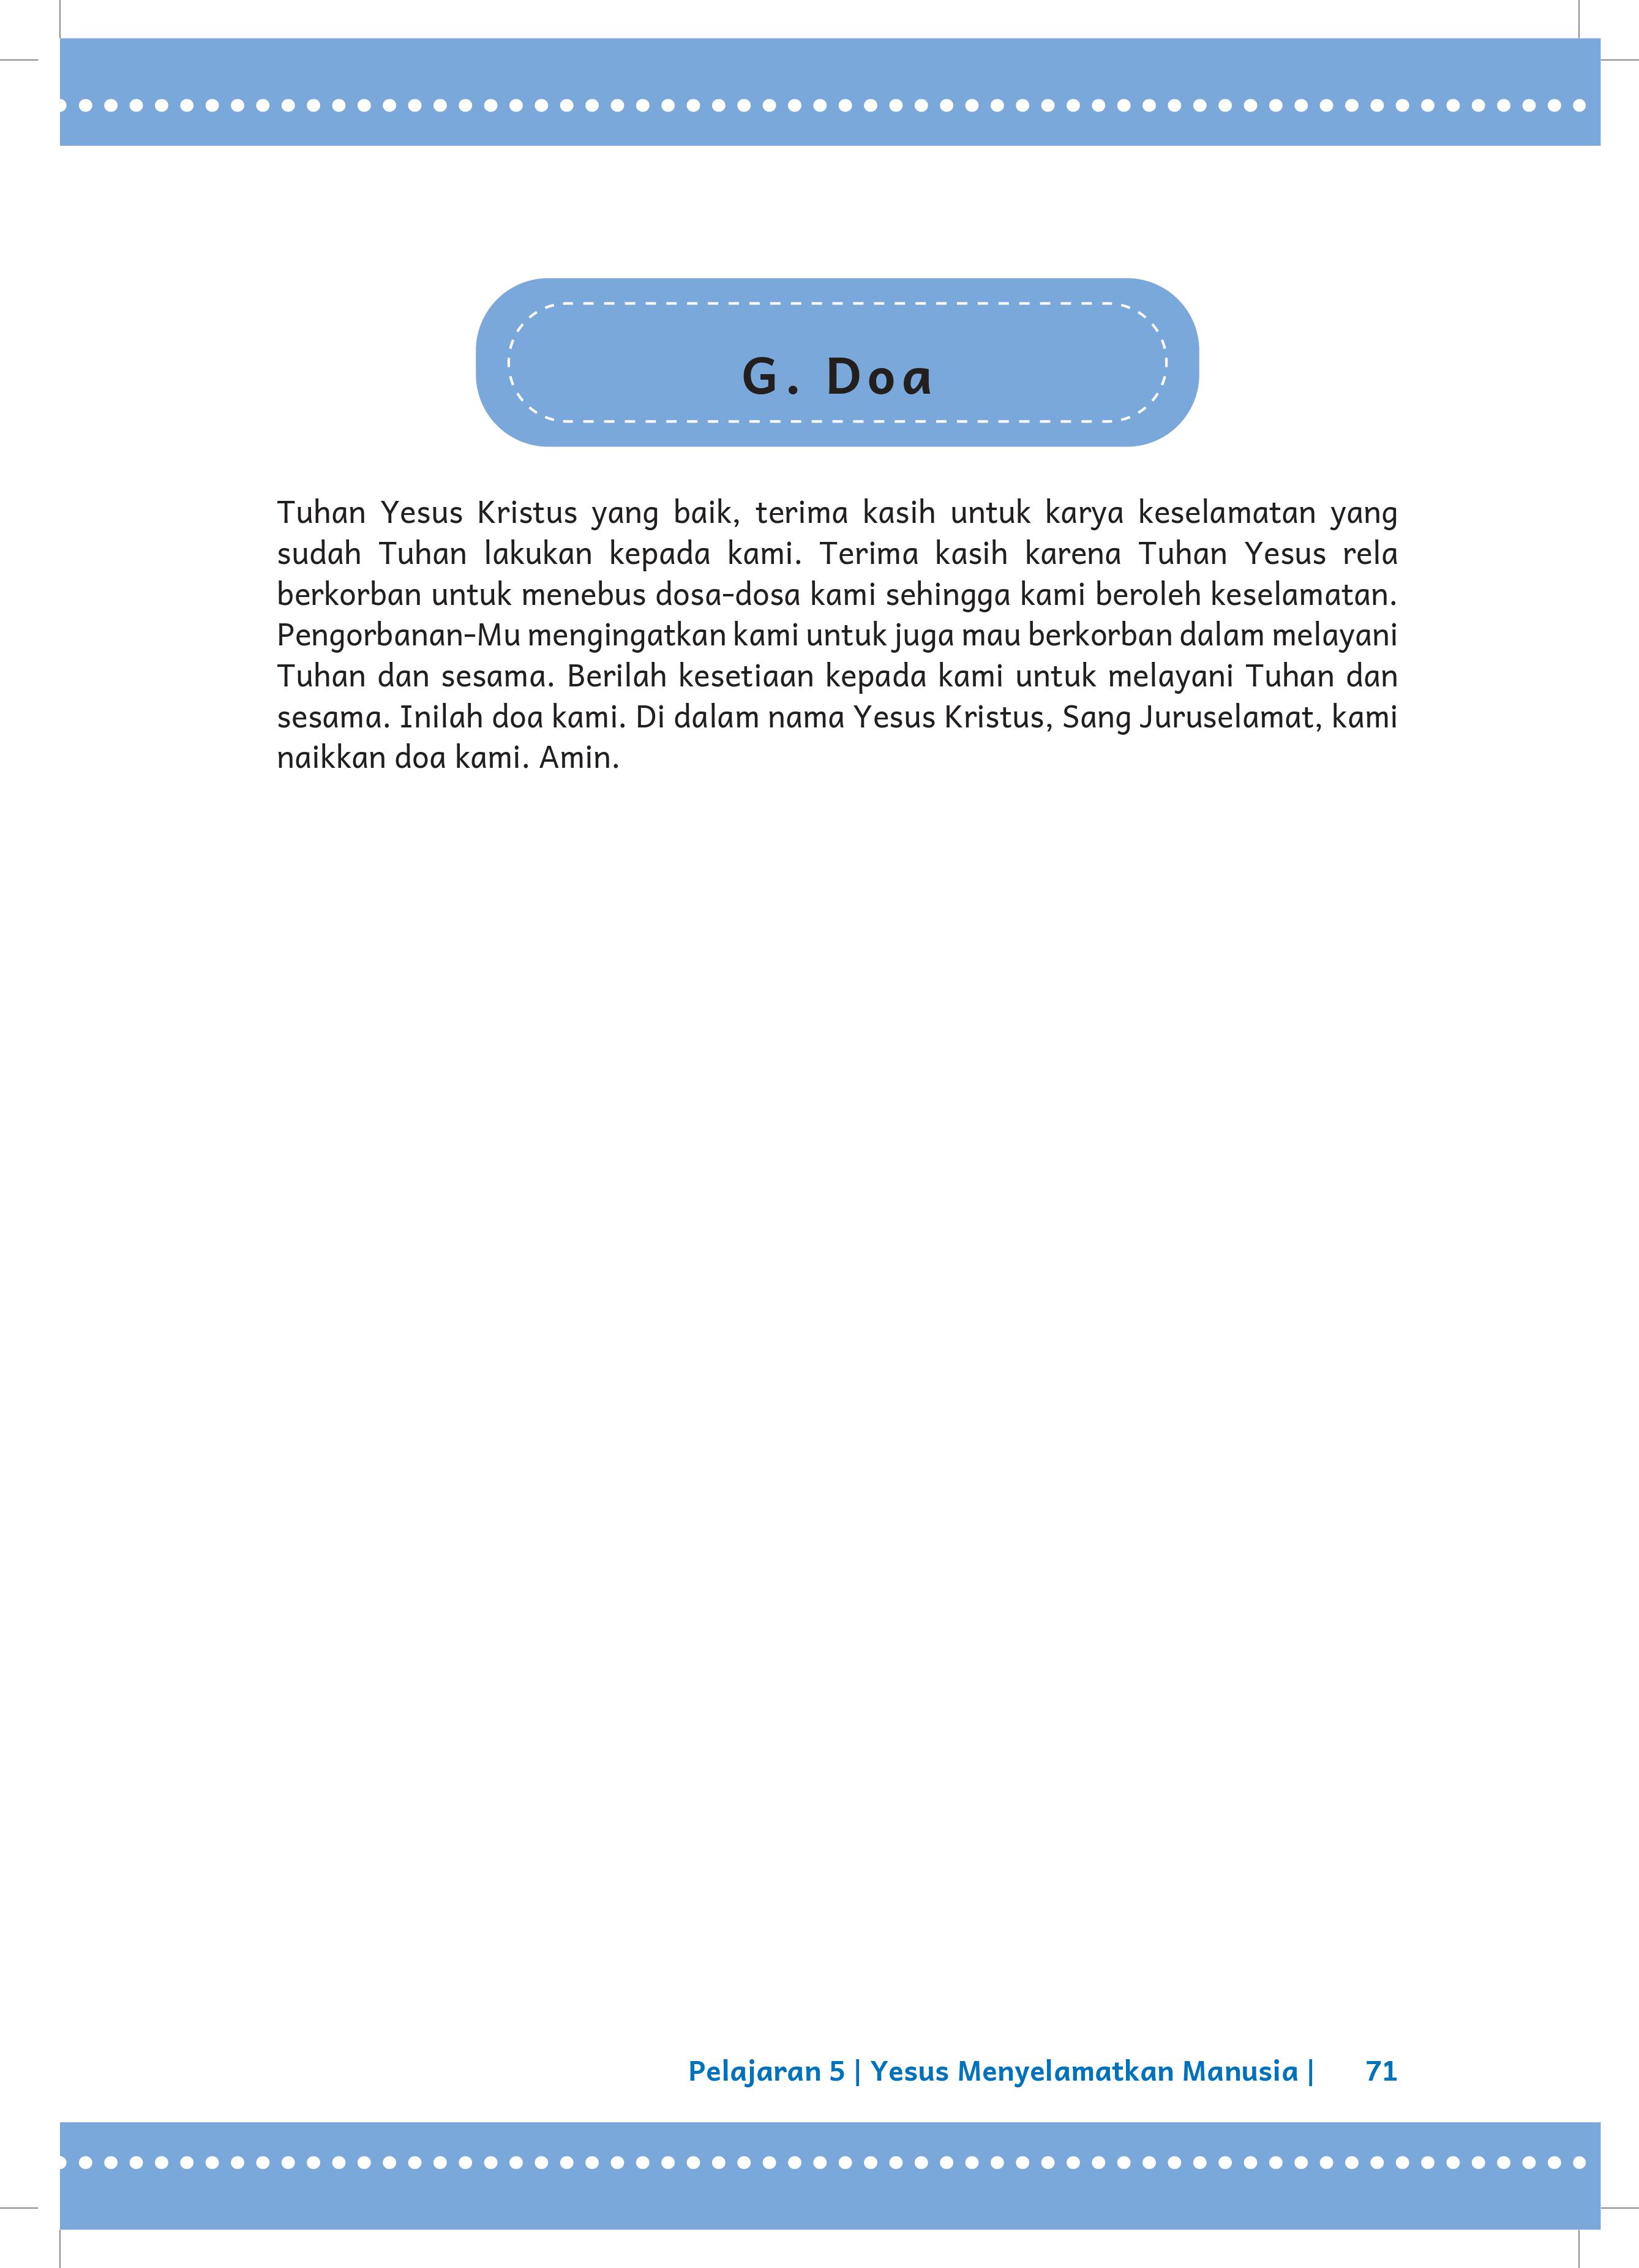 G. Doa
Tuhan Yesus Kristus yang baik, terima kasih untuk karya keselamatan yang
sudah Tuhan lakukan kepada kami. Terima kasih karena Tuhan Yesus rela
berkorban untuk menebus dosa-dosa kami sehingga kami beroleh keselamatan.
Pengorbanan-Mu mengingatkan kami untuk juga mau berkorban dalam melayani
Tuhan dan sesama. Berilah kesetiaan kepada kami untuk melayani Tuhan dan
sesama. Inilah doa kami. Di dalam nama Yesus Kristus, Sang Juruselamat, kami
naikkan doa kami. Amin.
Pelajaran 5 | Yesus Menyelamatkan Manusia | 71